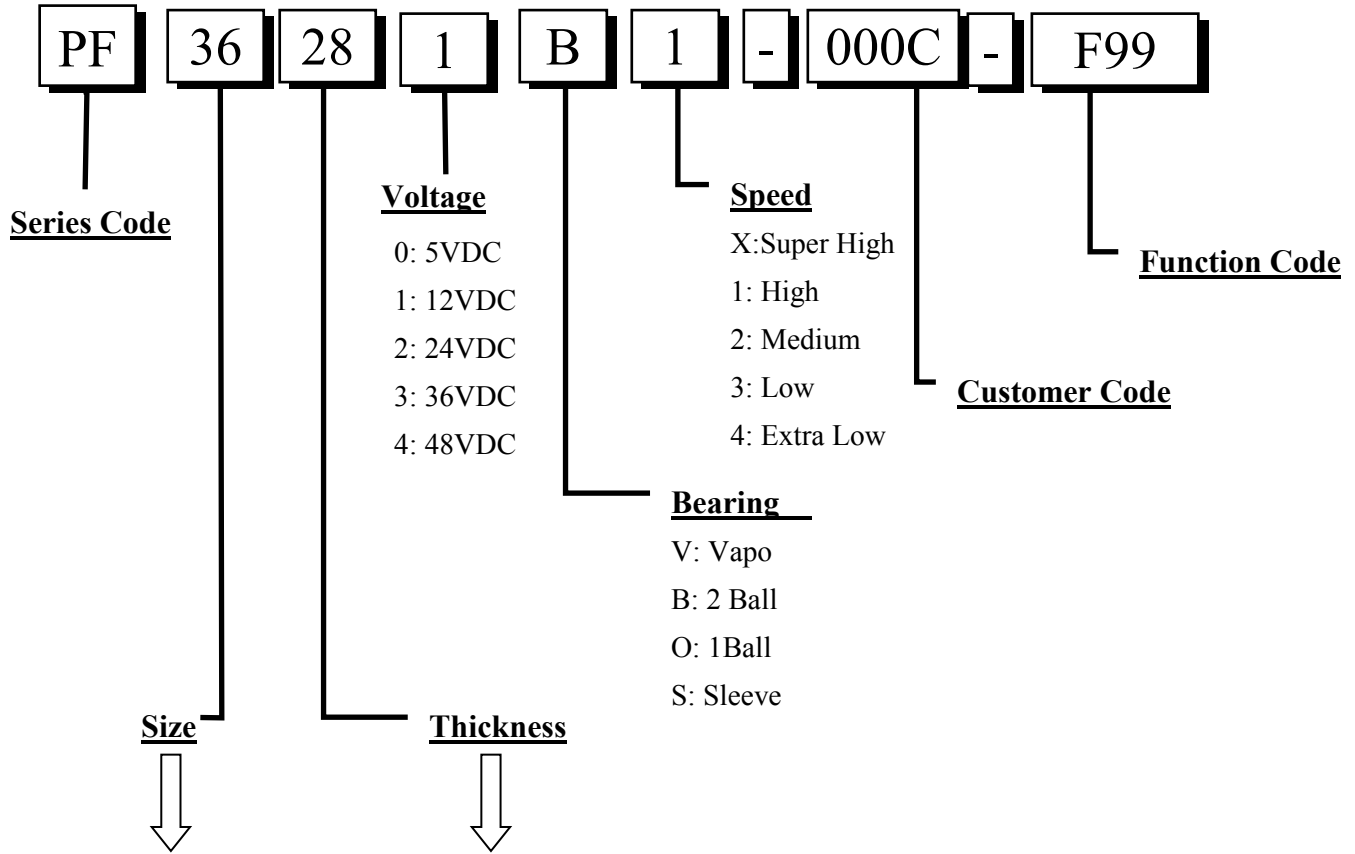 PF 36 28 1 B 1 - 000C - F99
Series Code
Voltage
0: 5VDC
1: 12VDC
2: 24VDC
3: 36VDC
4: 48VDC
Speed
X:Super High
1: High
2: Medium
3: Low
4: Extra Low
Function Code
Customer Code
Bearing
V: Vapo
B: 2 Ball
O: 1Ball
S: Sleeve
Size
Thickness